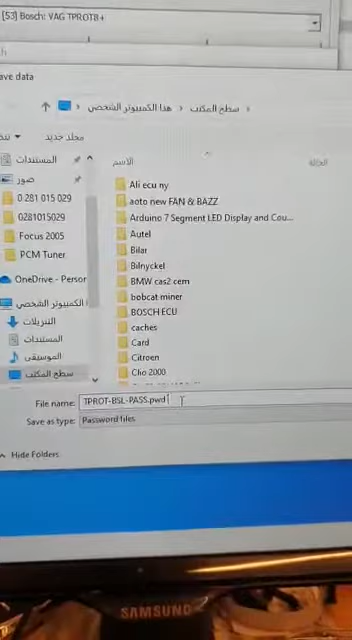 [53] Bosch: VAG TPROT8+
ave data
هذا الكمبيوتر الشخصي
سطح المكتب
مجلد جديد
المستندات
صور
0 281 015 029
0281015029
Focus 2005
PCM Tuner
OneDrive - Person
الكمبيوتر الشخصي
التنزيلات
المستندات
الموسيقى
سطح المكتب
الاسم
الحالة
Ali ecu ny
aoto new FAN & BAZZ
Arduino 7 Segment LED Display and Cou...
Autel
Bilar
Bilnyckel
BMW cas2 cem
bobcat miner
BOSCH ECU
caches
Card
Citroen
Clio 2000
File name: TPROT-BSL-PASS.pwd
Save as type: Password files
Hide Folders
SAMSUNG